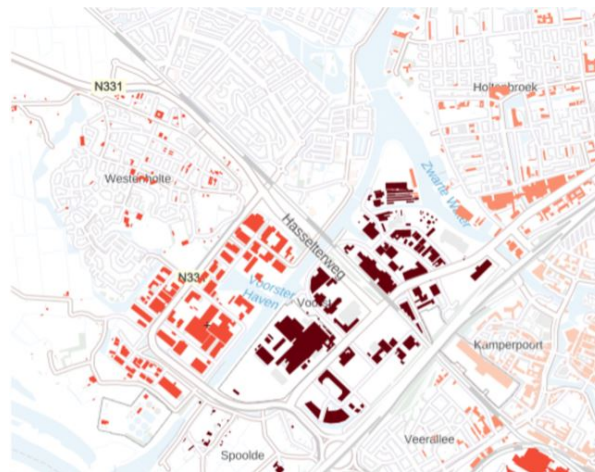 N331
Holtenbroek
Westenholte
Zwarte Water
Hasselterweg
N331
Voorster
Haven
Voorst
Kamperpoort
Veerallee
Spoolde